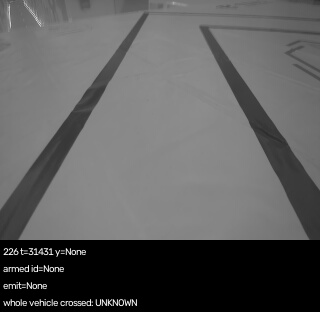 226 t=31431 y=None
armed id=None
emit=None
whole vehicle crossed: UNKNOWN